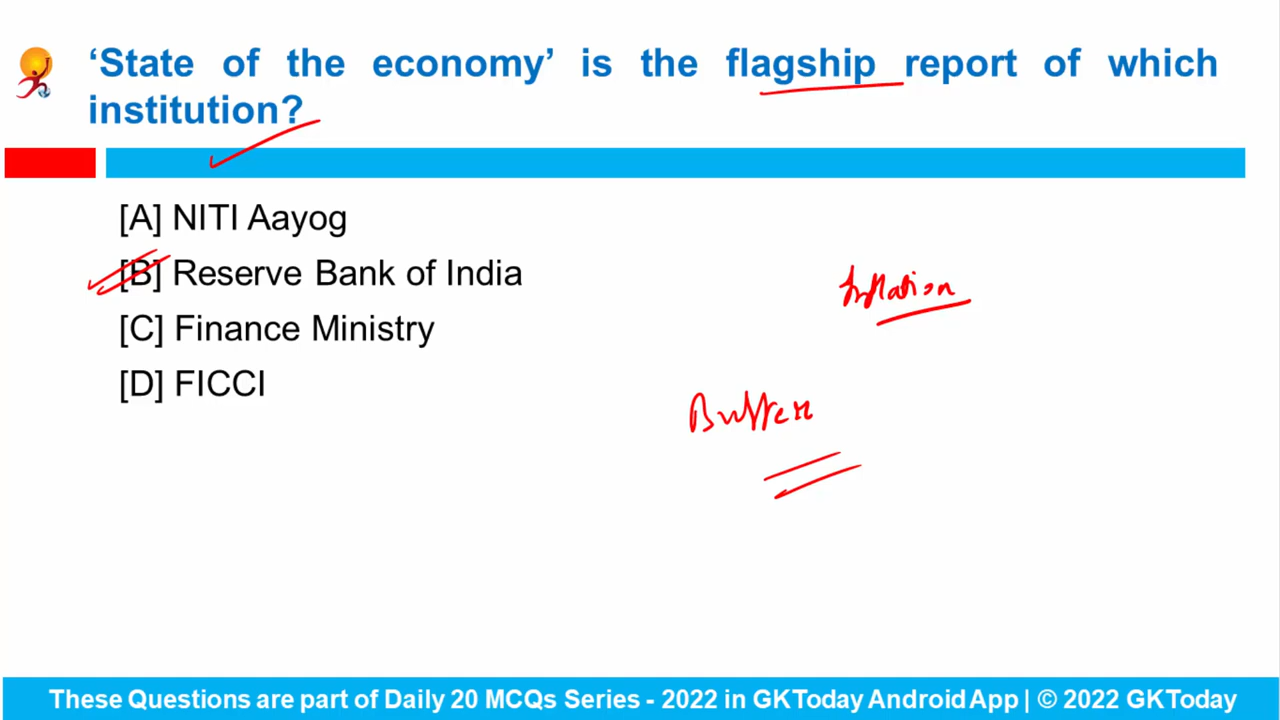 ‘State of the economy’ is the flagship report of which
institution?
[A] NITI Aayog
[B] Reserve Bank of India
[C] Finance Ministry
[D] FICCI
Inflation
Buffer
These Questions are part of Daily 20 MCQs Series - 2022 in GKToday Android App | © 2022 GKToday